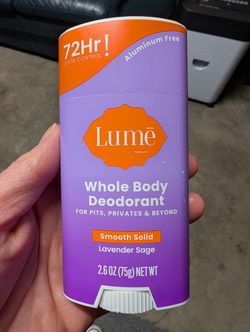 72Hr!
ODOR CONTROL
Aluminum Free
Lumē
Whole Body
Deodorant
FOR PITS, PRIVATES & BEYOND
Smooth Solid
Lavender Sage
2.6 OZ (75g) NET WT